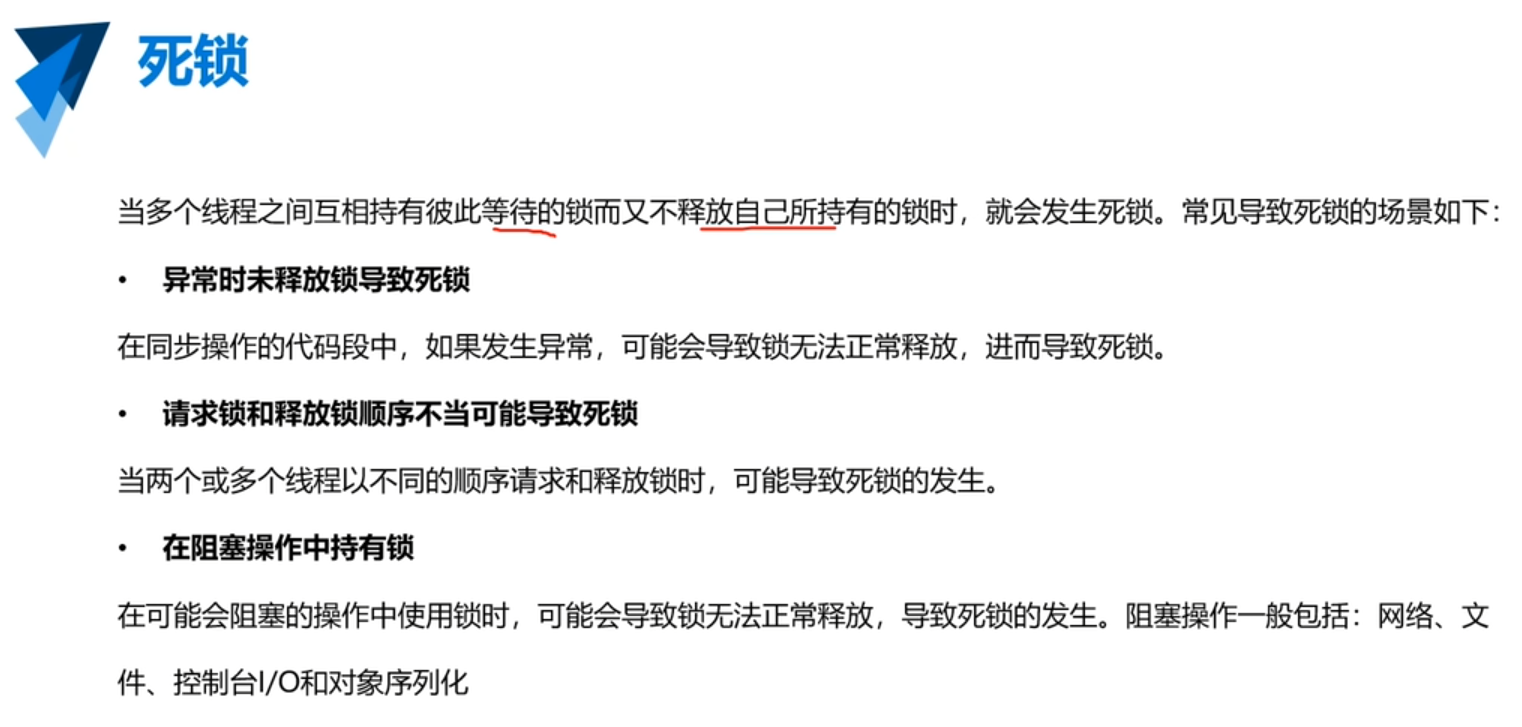 死锁
当多个线程之间互相持有彼此等待的锁而又不释放自己所持有的锁时，就会发生死锁。常见导致死锁的场景如下：
• 异常时未释放锁导致死锁
在同步操作的代码段中，如果发生异常，可能会导致锁无法正常释放，进而导致死锁。
• 请求锁和释放锁顺序不当可能导致死锁
当两个或多个线程以不同的顺序请求和释放锁时，可能导致死锁的发生。
• 在阻塞操作中持有锁
在可能会阻塞的操作中使用锁时，可能会导致锁无法正常释放，导致死锁的发生。阻塞操作一般包括：网络、文
件、控制台I/O和对象序列化